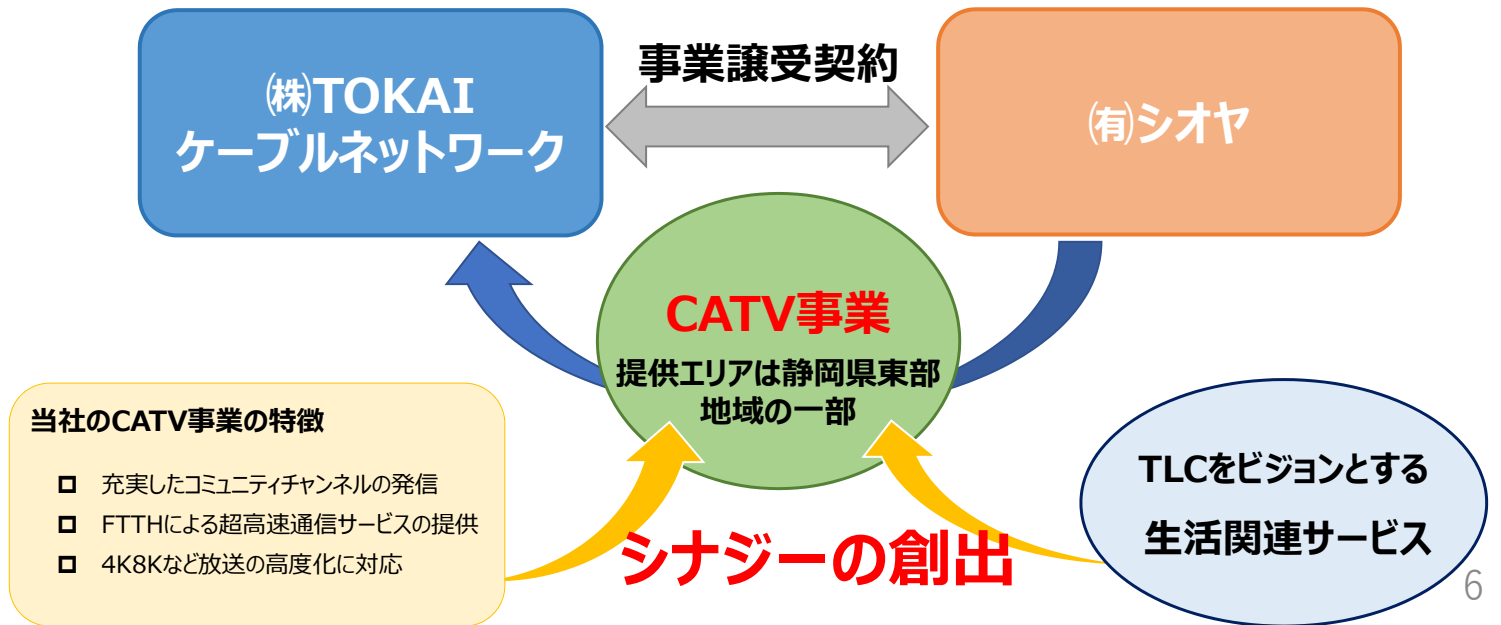 ㈱TOKAI
ケーブルネットワーク
事業譲受契約
㈲シオヤ
CATV事業
提供エリアは静岡県東部
地域の一部
当社のCATV事業の特徴
充実したコミュニティチャンネルの発信
FTTHによる超高速通信サービスの提供
4K8Kなど放送の高度化に対応
シナジーの創出
TLCをビジョンとする
生活関連サービス
6